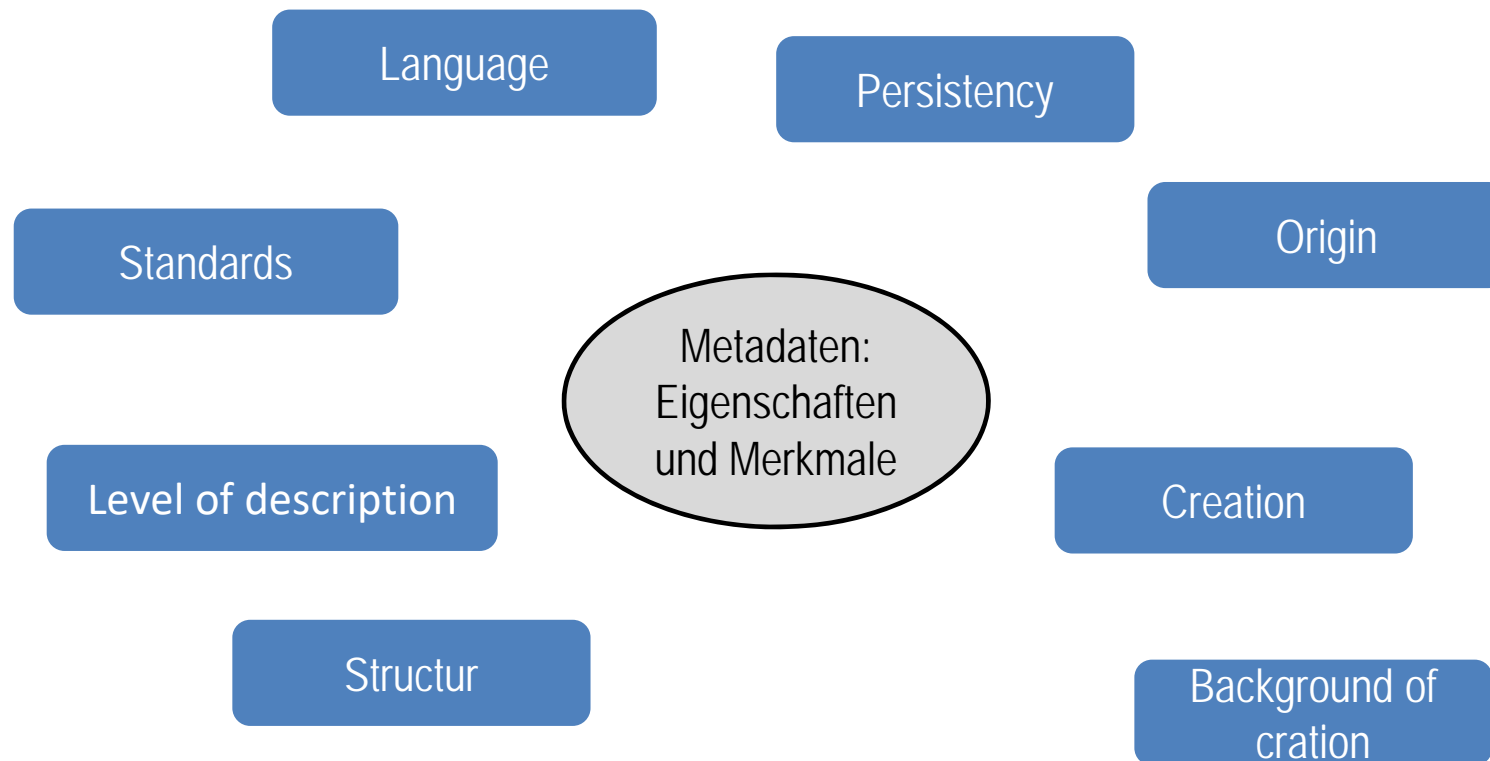 Language
Persistency
Standards
Origin
Metadaten:
Eigenschaften
und Merkmale
Level of description
Creation
Structur
Background of
cration